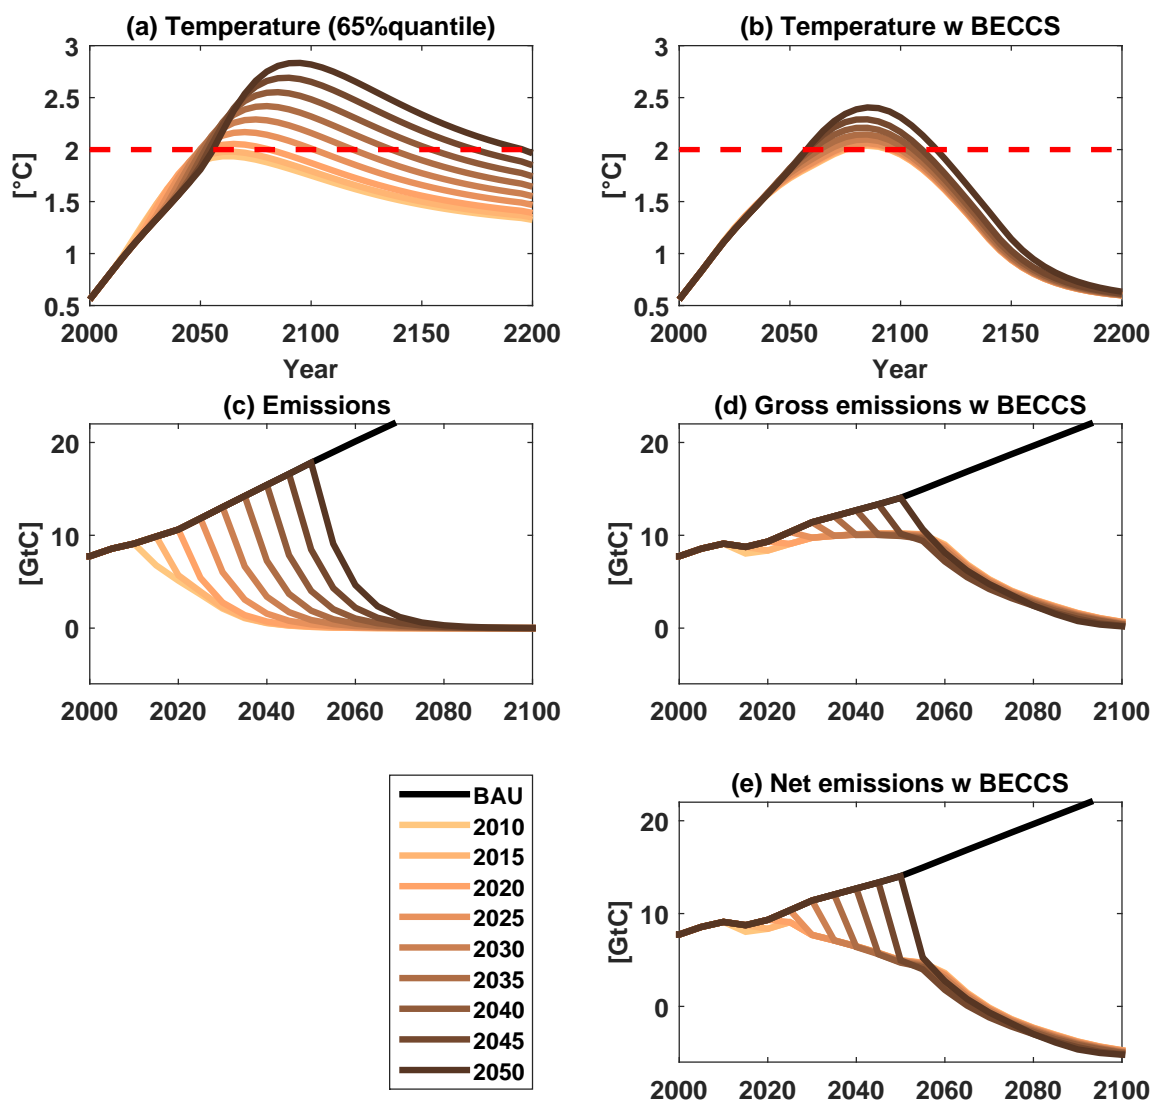 (a) Temperature (65%quantile)
3
2.5
2
1.5
1
0.5
[°C]
2000 2050 2100 2150 2200
Year
(b) Temperature w BECCS
3
2.5
2
1.5
1
0.5
[°C]
2000 2050 2100 2150 2200
Year
(c) Emissions
20
10
0
[GtC]
2000 2020 2040 2060 2080 2100
(d) Gross emissions w BECCS
20
10
0
[GtC]
2000 2020 2040 2060 2080 2100
BAU
2010
2015
2020
2025
2030
2035
2040
2045
2050
(e) Net emissions w BECCS
20
10
0
[GtC]
2000 2020 2040 2060 2080 2100